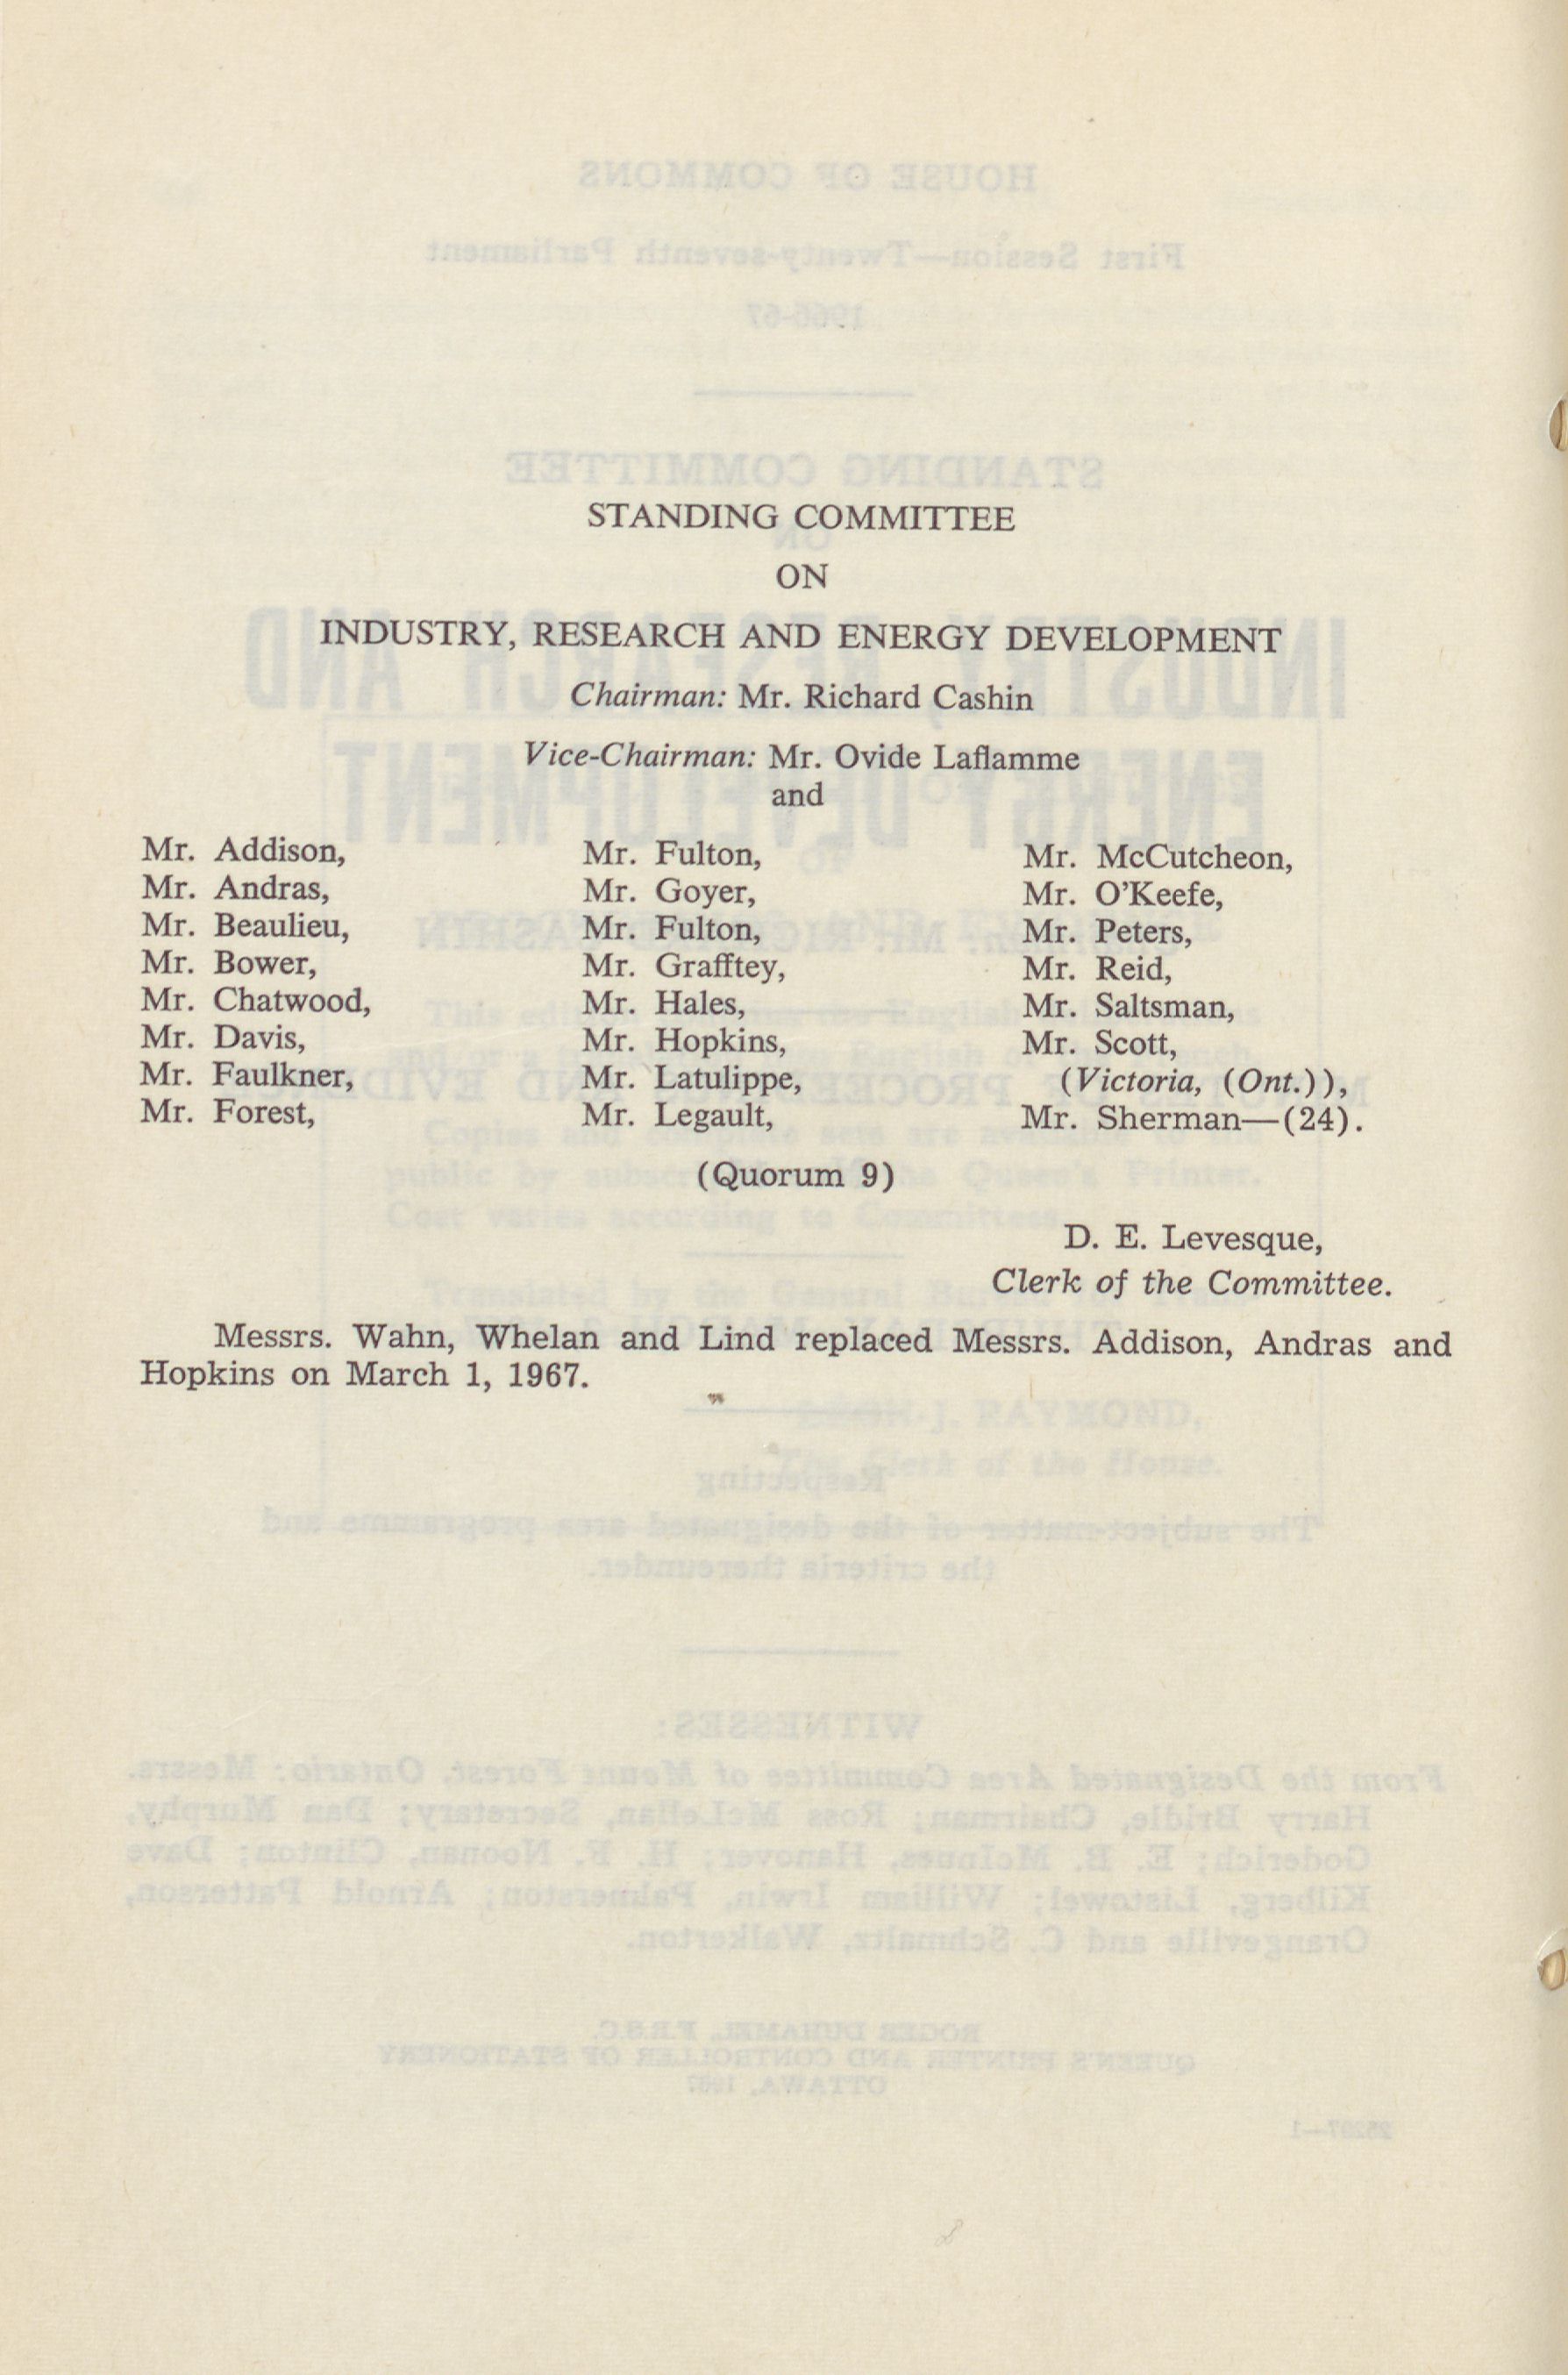 STANDING COMMITTEE
ON
INDUSTRY, RESEARCH AND ENERGY DEVELOPMENT
Chairman: Mr. Richard Cashin
Vice-Chairman: Mr. Ovide Laflamme
and
Mr. Addison,
Mr. Andras,
Mr. Beaulieu,
Mr. Bower,
Mr. Chatwood,
Mr. Davis,
Mr. Faulkner,
Mr. Forest,
Mr. Fulton,
Mr. Goyer,
Mr. Fulton,
Mr. Grafftey,
Mr. Hales,
Mr. Hopkins,
Mr. Latulippe,
Mr. Legault,
Mr. McCutcheon,
Mr. O'Keefe,
Mr. Peters,
Mr. Reid,
Mr. Saltsman,
Mr. Scott,
(Victoria, (Ont.)),
Mr. Sherman—(24).
(Quorum 9)
D. E. Levesque,
Clerk of the Committee.
Messrs. Wahn, Whelan and Lind replaced Messrs. Addison, Andras and
Hopkins on March 1, 1967.